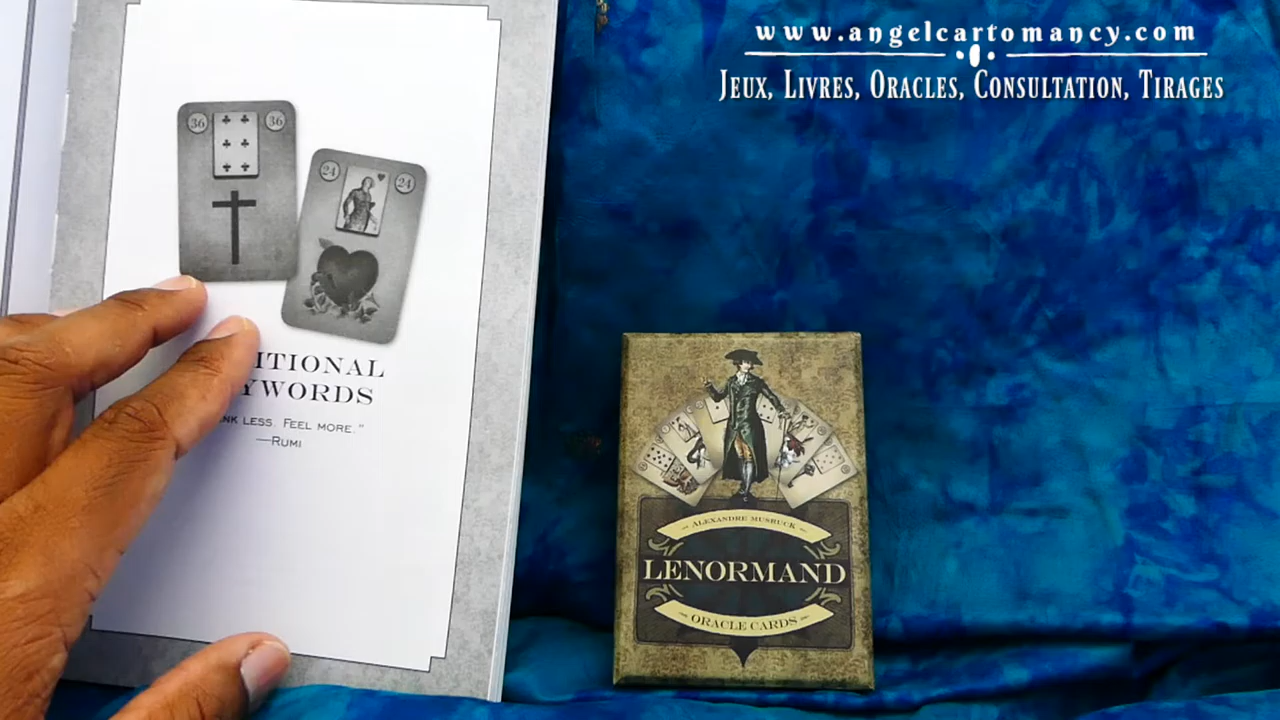 www.angelcartomancy.com
Jeux, Livres, Oracles, Consultation, Tirages
36 36
24 24
ITIONAL
YWORDS
NK LESS. FEEL MORE."
—RUMI
ALEXANDRE MUSRUCK
LENORMAND
ORACLE CARDS